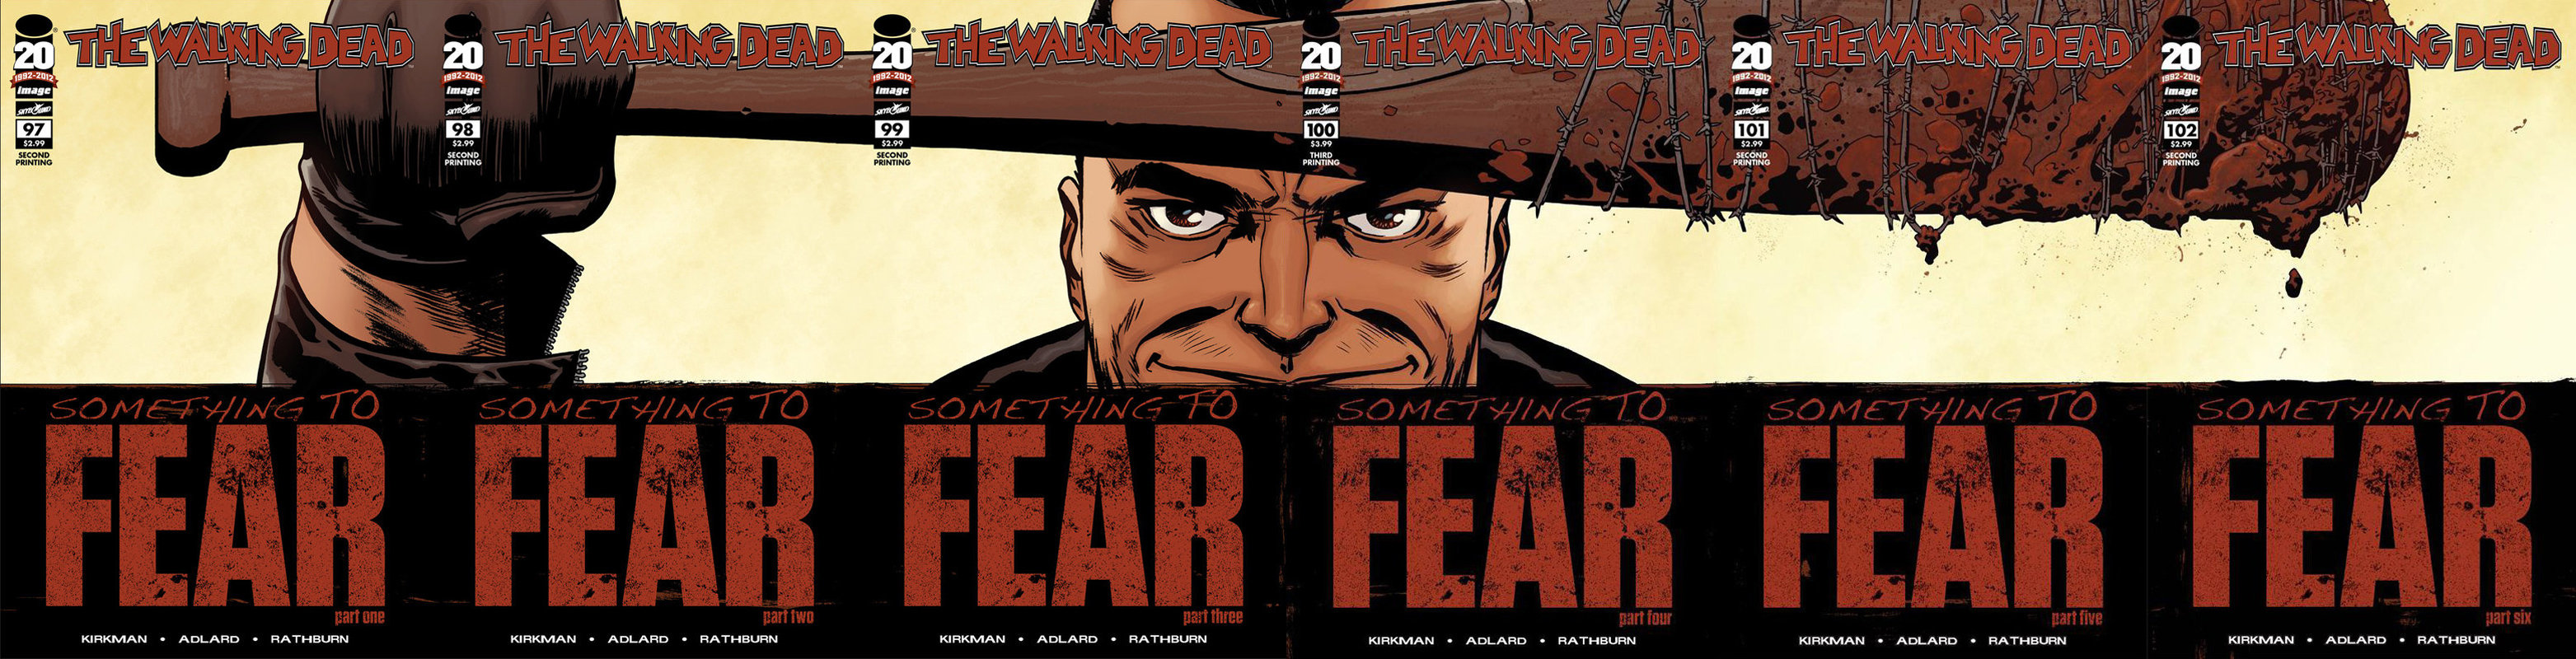 20
1992-2012
image
SKYBOUND
97
$2.99
SECOND
PRINTING
THE WALKING DEAD
SOMETHING TO
FEAR
part one
KIRKMAN • ADLARD • RATHBURN
20
1992-2012
image
SKYBOUND
98
$2.99
SECOND
PRINTING
THE WALKING DEAD
SOMETHING TO
FEAR
part two
KIRKMAN • ADLARD • RATHBURN
20
1992-2012
image
SKYBOUND
99
$2.99
SECOND
PRINTING
THE WALKING DEAD
SOMETHING TO
FEAR
part three
KIRKMAN • ADLARD • RATHBURN
20
1992-2012
image
SKYBOUND
100
$3.99
THIRD
PRINTING
THE WALKING DEAD
SOMETHING TO
FEAR
part four
KIRKMAN • ADLARD • RATHBURN
20
1992-2012
image
SKYBOUND
101
$2.99
SECOND
PRINTING
THE WALKING DEAD
SOMETHING TO
FEAR
part five
KIRKMAN • ADLARD • RATHBURN
20
1992-2012
image
SKYBOUND
102
$2.99
SECOND
PRINTING
THE WALKING DEAD
SOMETHING TO
FEAR
part six
KIRKMAN • ADLARD • RATHBURN